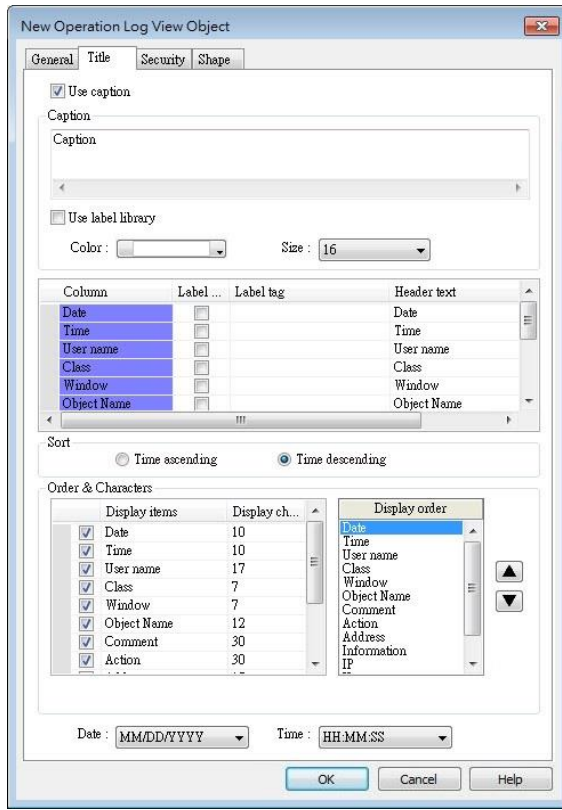 New Operation Log View Object
General Title Security Shape
Use caption
Caption
Caption
Use label library
Color : Size : 16
Column Label ... Label tag Header text
Date Date
Time Time
User name User name
Class Class
Window Window
Object Name Object Name
Sort
Time ascending Time descending
Order & Characters
Display items Display ch... Display order
Date 10 Date
Time 10 Time
User name 17 User name
Class 7 Class
Window 7 Window
Object Name 12 Object Name
Comment 30 Comment
Action 30 Action
Address
Information
IP
Date : MM/DD/YYYY Time : HH:MM:SS
OK Cancel Help